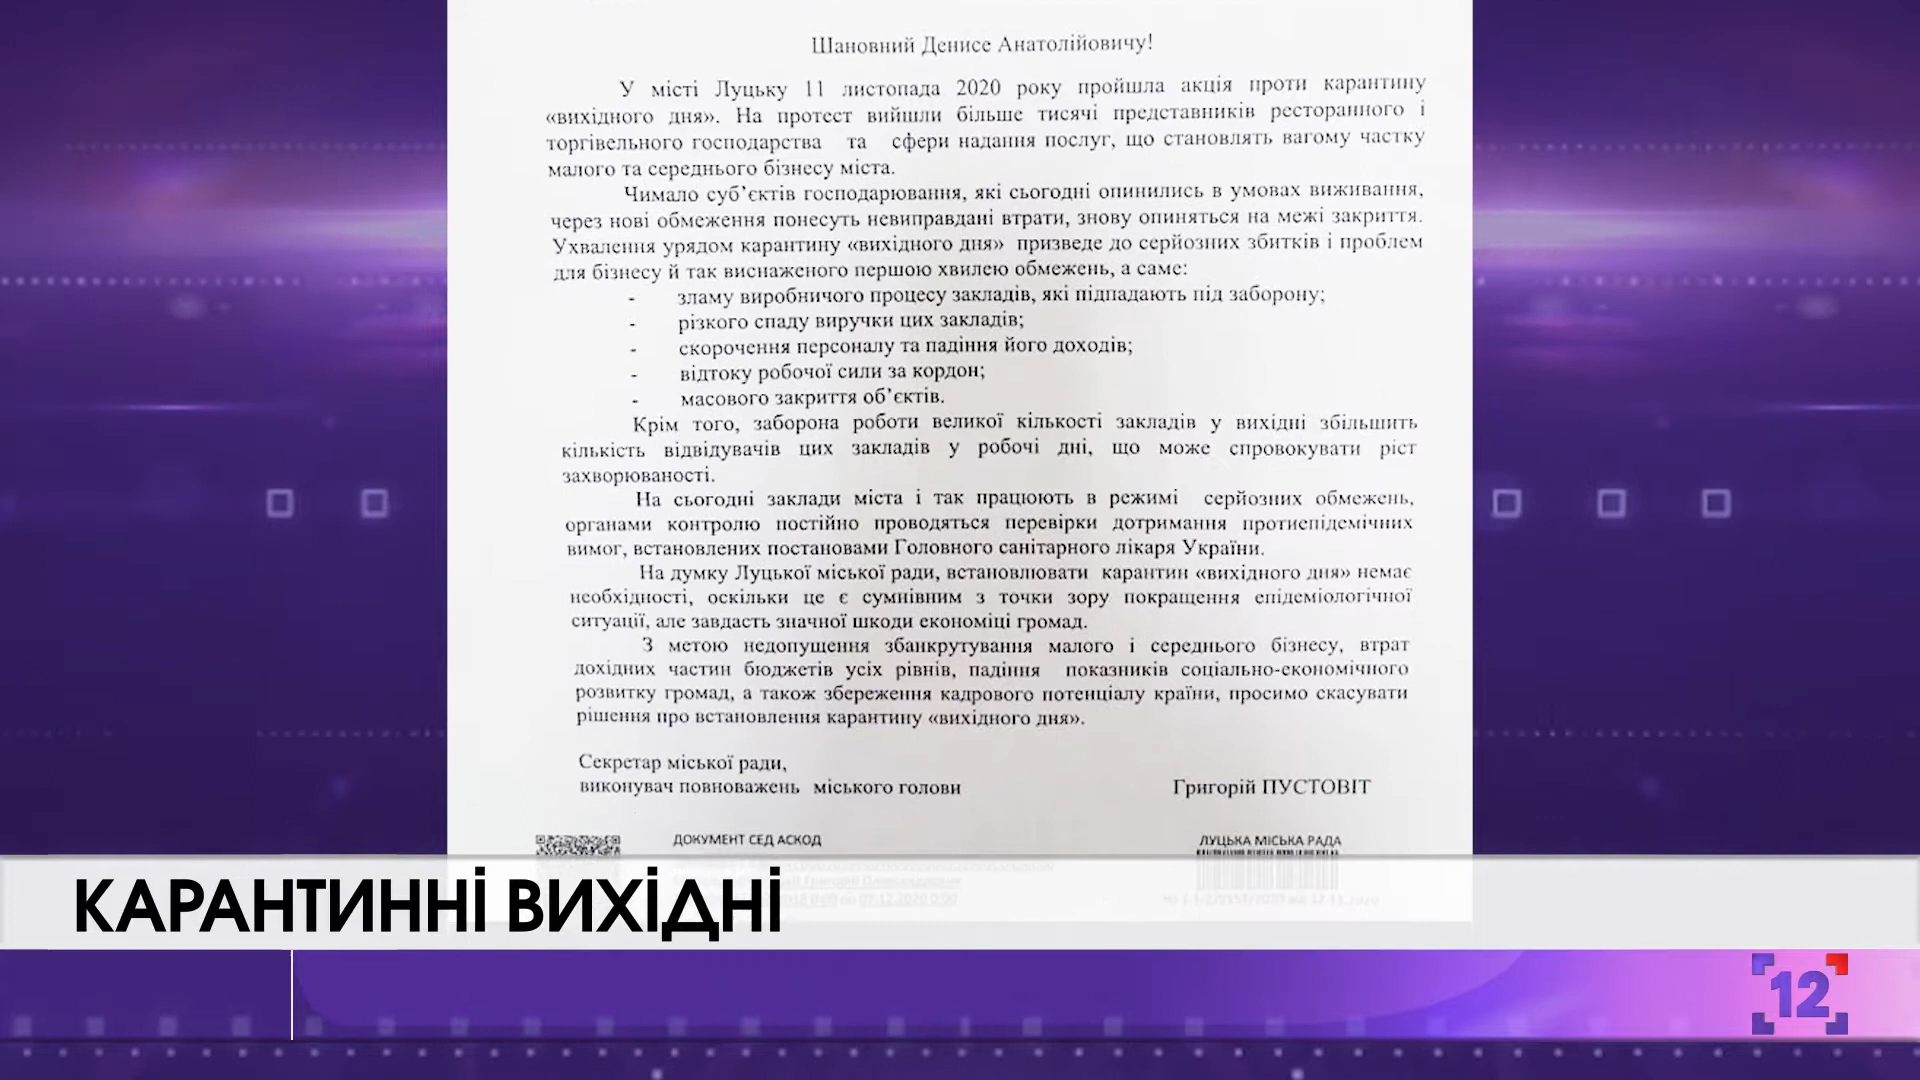 Шановний Денисе Анатолійовичу!
У місті Луцьку 11 листопада 2020 року пройшла акція проти карантину
«вихідного дня». На протест вийшли більше тисячі представників ресторанного і
торгівельного господарства та сфери надання послуг, що становлять вагому частку
малого та середнього бізнесу міста.
Чимало суб’єктів господарювання, які сьогодні опинились в умовах виживання,
через нові обмеження понесуть невиправдані втрати, знову опиняться на межі закриття.
Ухвалення урядом карантину «вихідного дня» призведе до серйозних збитків і проблем
для бізнесу й так виснаженого першою хвилею обмежень, а саме:
- зламу виробничого процесу закладів, які підпадають під заборону;
- різкого спаду виручки цих закладів;
- скорочення персоналу та падіння його доходів;
- відтоку робочої сили за кордон;
- масового закриття об’єктів.
Крім того, заборона роботи великої кількості закладів у вихідні збільшить
кількість відвідувачів цих закладів у робочі дні, що може спровокувати ріст
захворюваності.
На сьогодні заклади міста і так працюють в режимі серйозних обмежень,
органами контролю постійно проводяться перевірки дотримання протиепідемічних
вимог, встановлених постановами Головного санітарного лікаря України.
На думку Луцької міської ради, встановлювати карантин «вихідного дня» немає
необхідності, оскільки це є сумнівним з точки зору покращення епідеміологічної
ситуації, але завдасть значної шкоди економіці громад.
З метою недопущення збанкрутування малого і середнього бізнесу, втрат
дохідних частин бюджетів усіх рівнів, падіння показників соціально-економічного
розвитку громад, а також збереження кадрового потенціалу країни, просимо скасувати
рішення про встановлення карантину «вихідного дня».
Секретар міської ради,
виконувач повноважень міського голови Григорій ПУСТОВІТ
ДОКУМЕНТ СЕД АСКОД ЛУЦЬКА МІСЬКА РАДА
КАРАНТИННІ ВИХІДНІ
12